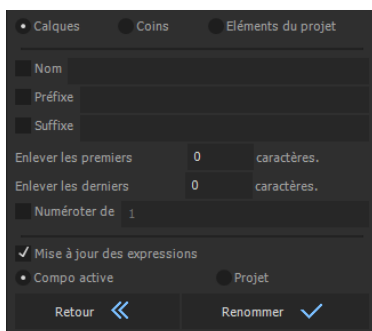 Calques Coins Eléments du projet
Nom
Préfixe
Suffixe
Enlever les premiers 0 caractères.
Enlever les derniers 0 caractères.
Numéroter de 1
Mise à jour des expressions
Compo active Projet
Retour Renommer